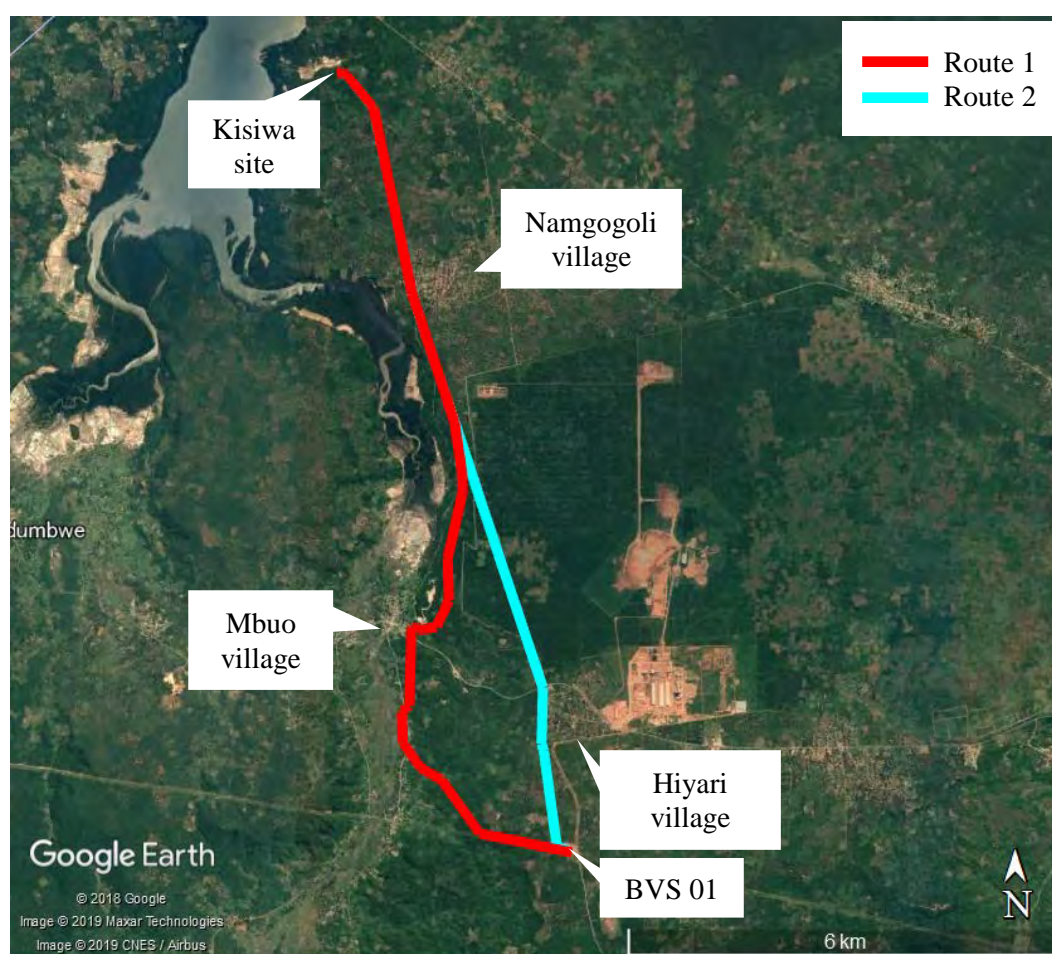 Route 1
Route 2
Kisiwa
site
Namgogoli
village
dumbwe
Mbuo
village
Hiyari
village
BVS 01
Google Earth
© 2018 Google
Image © 2019 Maxar Technologies
Image © 2019 CNES / Airbus
6 km
N